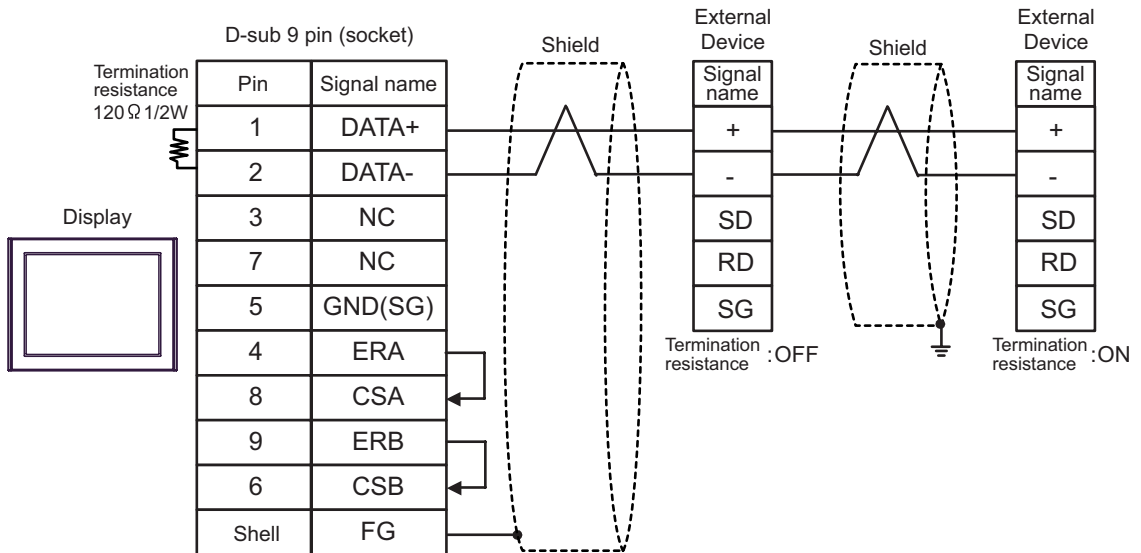 D-sub 9 pin (socket)
Shield
External
Device
Shield
External
Device
Termination
resistance
120Ω 1/2W
Pin Signal name
1 DATA+
2 DATA-
3 NC
7 NC
5 GND(SG)
4 ERA
8 CSA
9 ERB
6 CSB
Shell FG
Display
Signal
name
+
-
SD
RD
SG
Termination
resistance :OFF
Signal
name
+
-
SD
RD
SG
Termination
resistance :ON